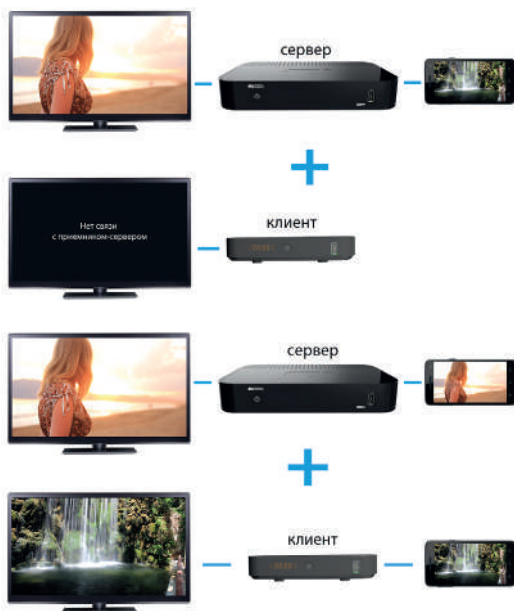 сервер
клиент
Нет связи
с приемником-сервером
сервер
клиент